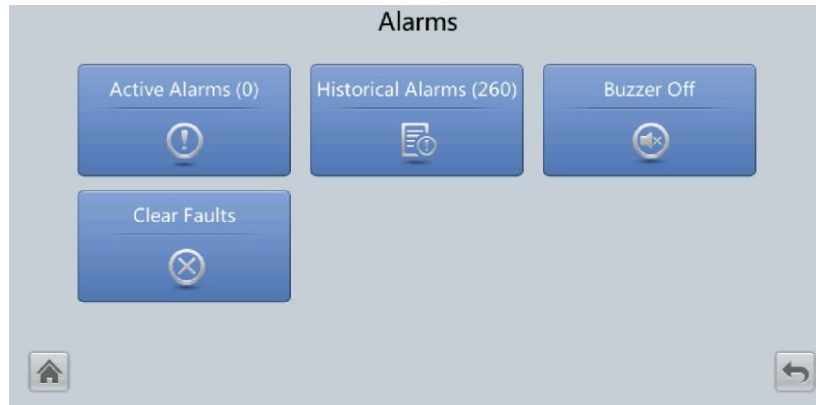 Alarms
Active Alarms (0)
Historical Alarms (260)
Buzzer Off
Clear Faults